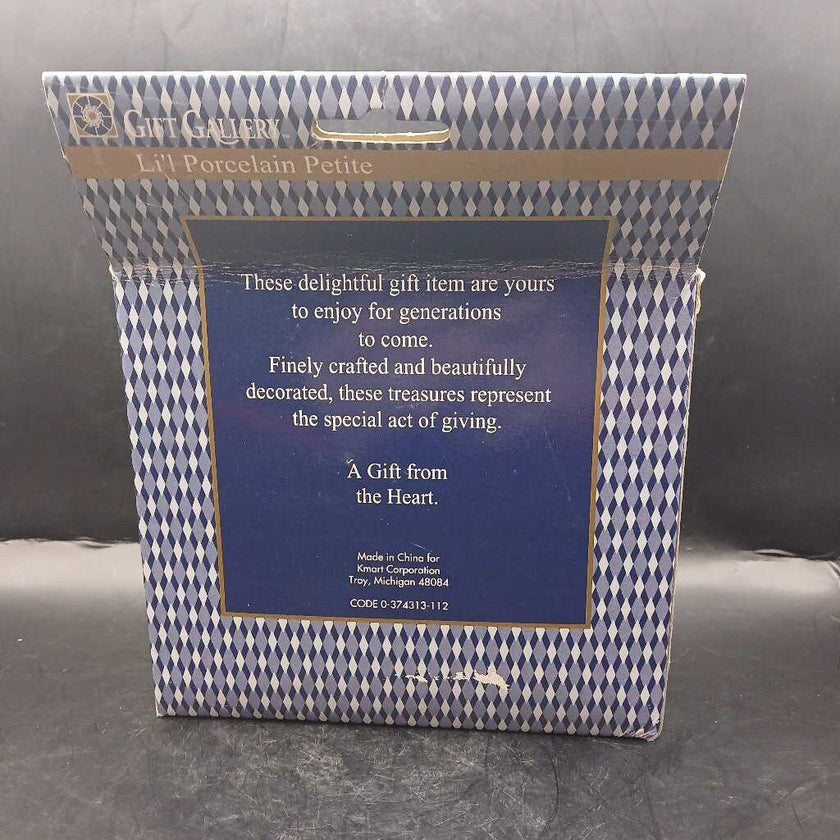 GIFT GALLERY™
Li'l Porcelain Petite
These delightful gift item are yours
to enjoy for generations
to come.
Finely crafted and beautifully
decorated, these treasures represent
the special act of giving.
A Gift from
the Heart.
Made in China for
Kmart Corporation
Troy, Michigan 48084
CODE 0-374313-112